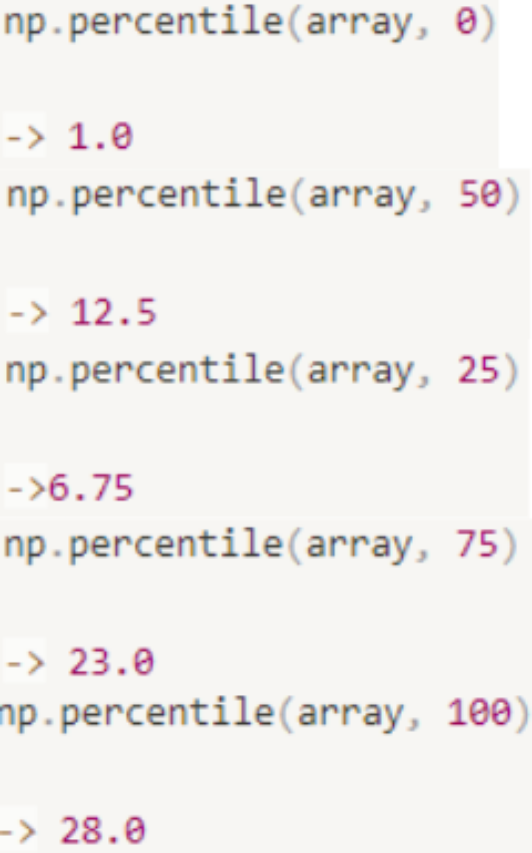 np.percentile(array, 0)
-> 1.0
np.percentile(array, 50)
-> 12.5
np.percentile(array, 25)
->6.75
np.percentile(array, 75)
-> 23.0
np.percentile(array, 100)
-> 28.0